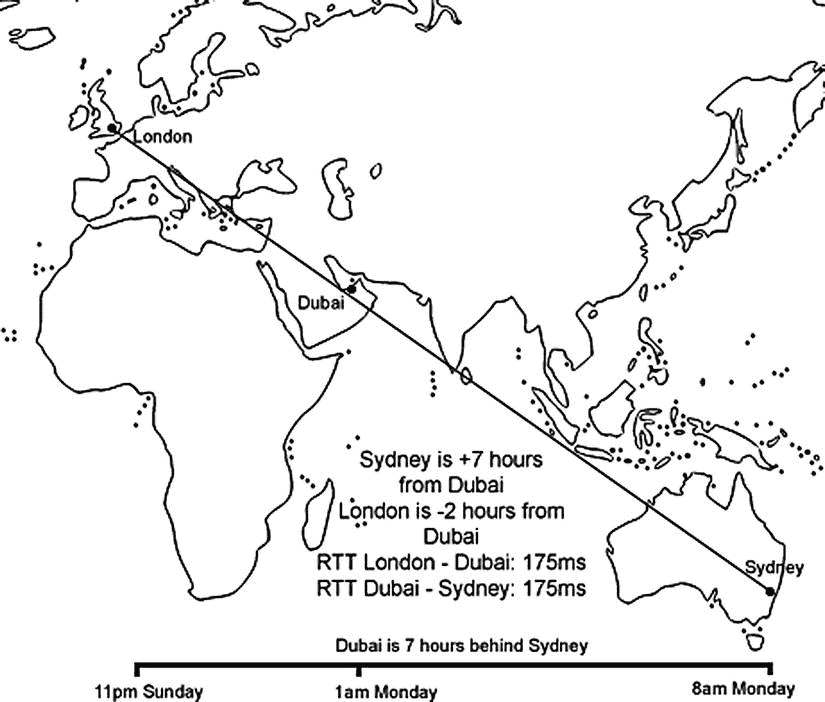 London
Dubai
Sydney is +7 hours
from Dubai
London is -2 hours from
Dubai
RTT London - Dubai: 175ms
RTT Dubai - Sydney: 175ms
Sydney
Dubai is 7 hours behind Sydney
11pm Sunday
1am Monday
8am Monday